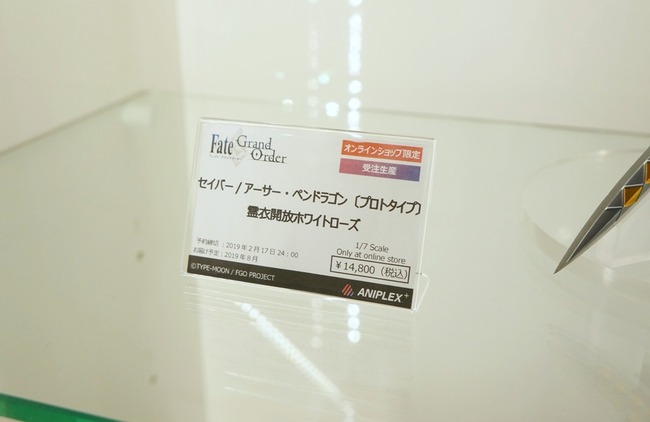 Fate
Grand
Order
オンラインショップ限定
受注生産
セイバー/アーサー・ペンドラゴン〔プロトタイプ〕
霊衣開放ホワイトローズ
予約締切：2019年2月17日24：00
お届け予定：2019年8月
1/7 Scale
Only at online store
¥14,800（税込）
©TYPE-MOON / FGO PROJECT
ANIPLEX+